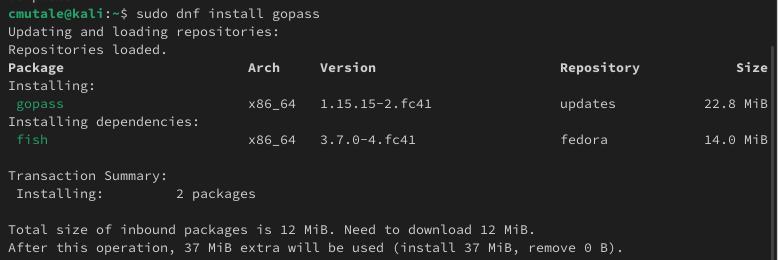 cmutale@kali:~$ sudo dnf install gopass
Updating and loading repositories:
Repositories loaded.
Package Arch Version Repository Size
Installing:
gopass x86_64 1.15.15-2.fc41 updates 22.8 MiB
Installing dependencies:
fish x86_64 3.7.0-4.fc41 fedora 14.0 MiB
Transaction Summary:
Installing: 2 packages
Total size of inbound packages is 12 MiB. Need to download 12 MiB.
After this operation, 37 MiB extra will be used (install 37 MiB, remove 0 B).